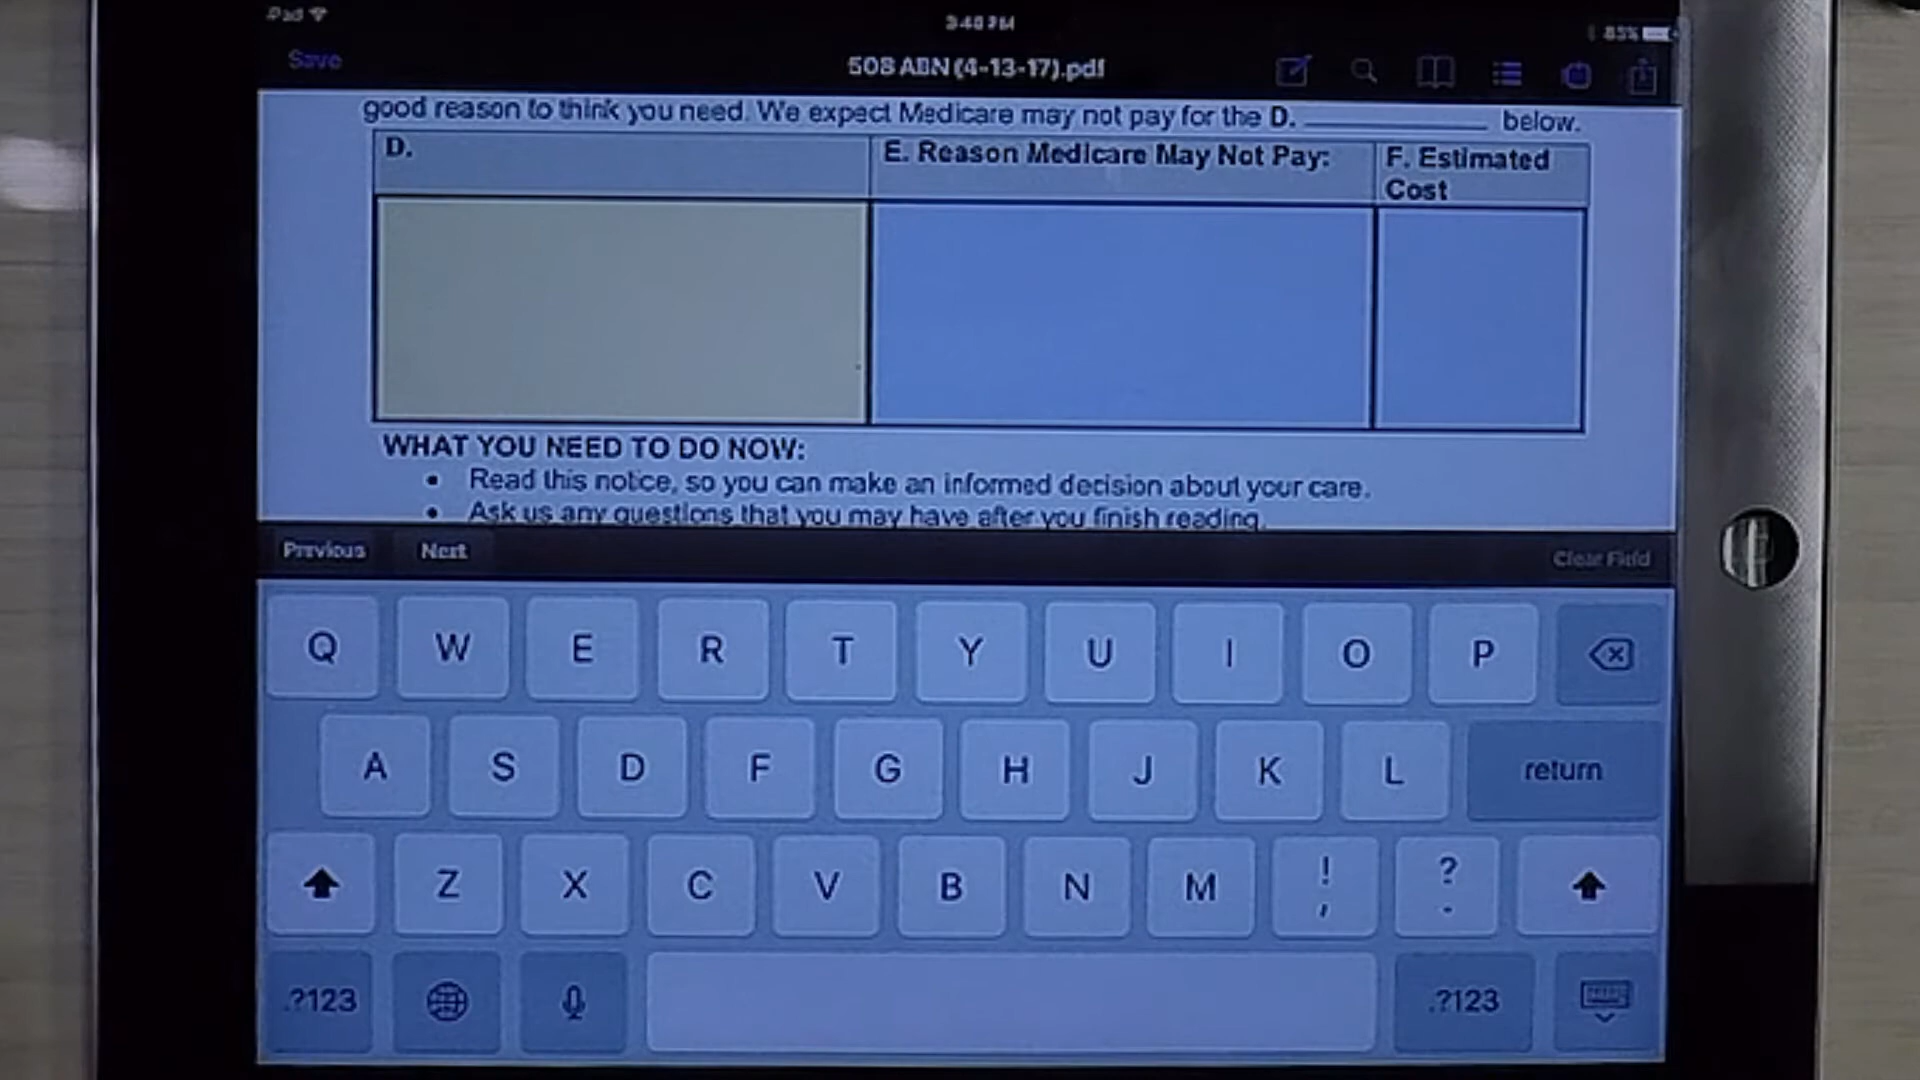 iPad
3:48 PM
85%
Save
508 ABN (4-13-17).pdf
good reason to think you need. We expect Medicare may not pay for the D. __________ below.
D.
E. Reason Medicare May Not Pay:
F. Estimated
Cost
WHAT YOU NEED TO DO NOW:
• Read this notice, so you can make an informed decision about your care.
• Ask us any questions that you may have after you finish reading.
Previous Next Clear Field
Q W E R T Y U I O P
A S D F G H J K L return
Z X C V B N M ! , ? .
.?123 .?123